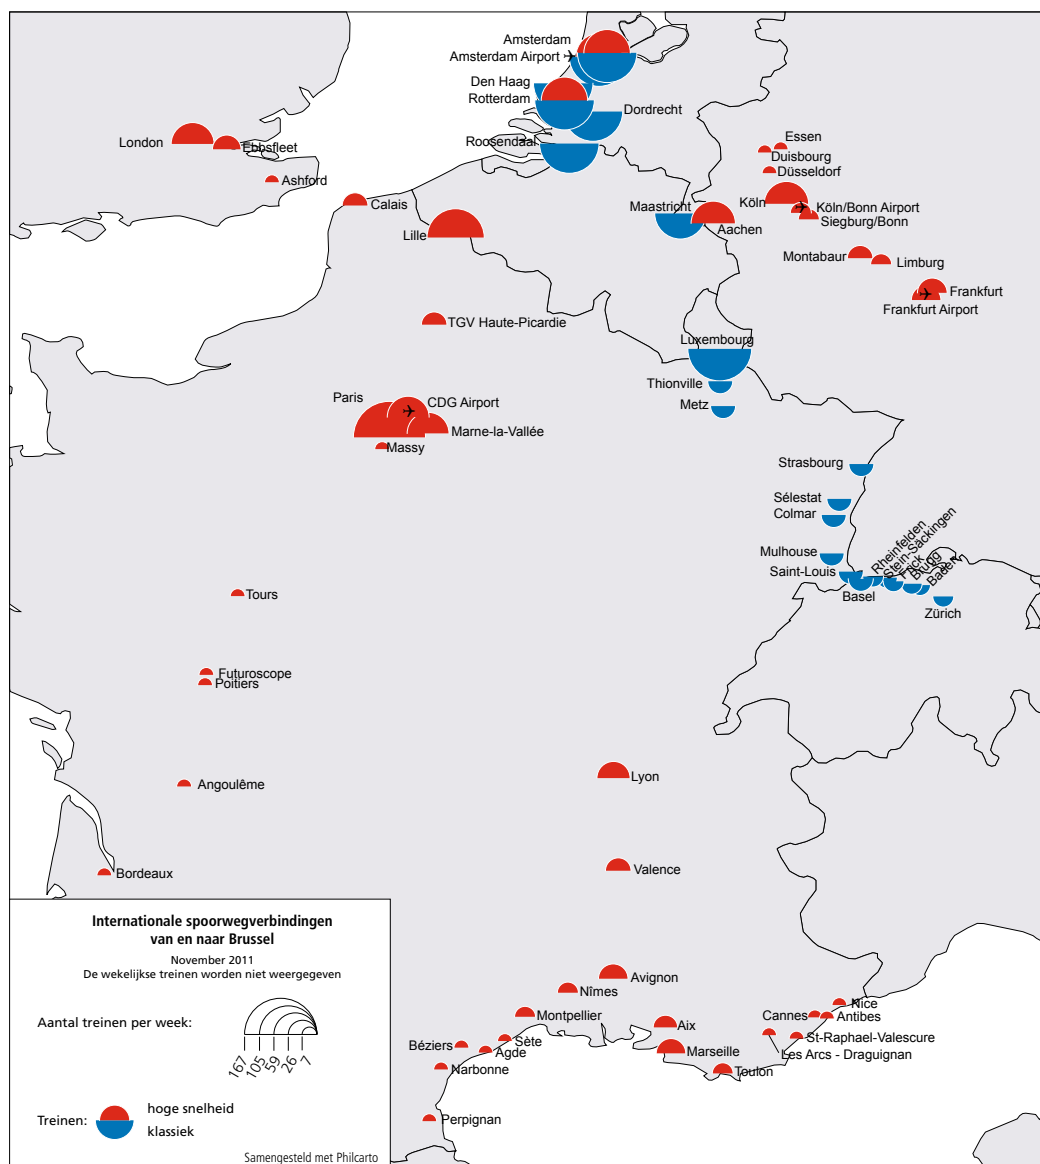 Amsterdam
Amsterdam Airport
Den Haag
Rotterdam
Dordrecht
Roosendaal
London
Ebbsfleet
Ashford
Essen
Duisbourg
Düsseldorf
Calais
Lille
Maastricht
Aachen
Köln
Köln/Bonn Airport
Siegburg/Bonn
Montabaur
Limburg
Frankfurt
Frankfurt Airport
TGV Haute-Picardie
Luxembourg
Thionville
Metz
Paris
CDG Airport
Marne-la-Vallée
Massy
Strasbourg
Sélestat
Colmar
Mulhouse
Saint-Louis
Basel
Rheinfelden
Stein-Säckingen
Frick
Brugg
Baden
Zürich
Tours
Futuroscope
Poitiers
Angoulême
Bordeaux
Lyon
Valence
Avignon
Nîmes
Montpellier
Sète
Agde
Béziers
Narbonne
Perpignan
Aix
Marseille
Toulon
Cannes
Nice
Antibes
St-Raphael-Valescure
Les Arcs - Draguignan
Internationale spoorwegverbindingen
van en naar Brussel
November 2011
De wekelijkse treinen worden niet weergegeven
Aantal treinen per week:
167
105
59
26
7
Treinen:
hoge snelheid
klassiek
Samengesteld met Philcarto